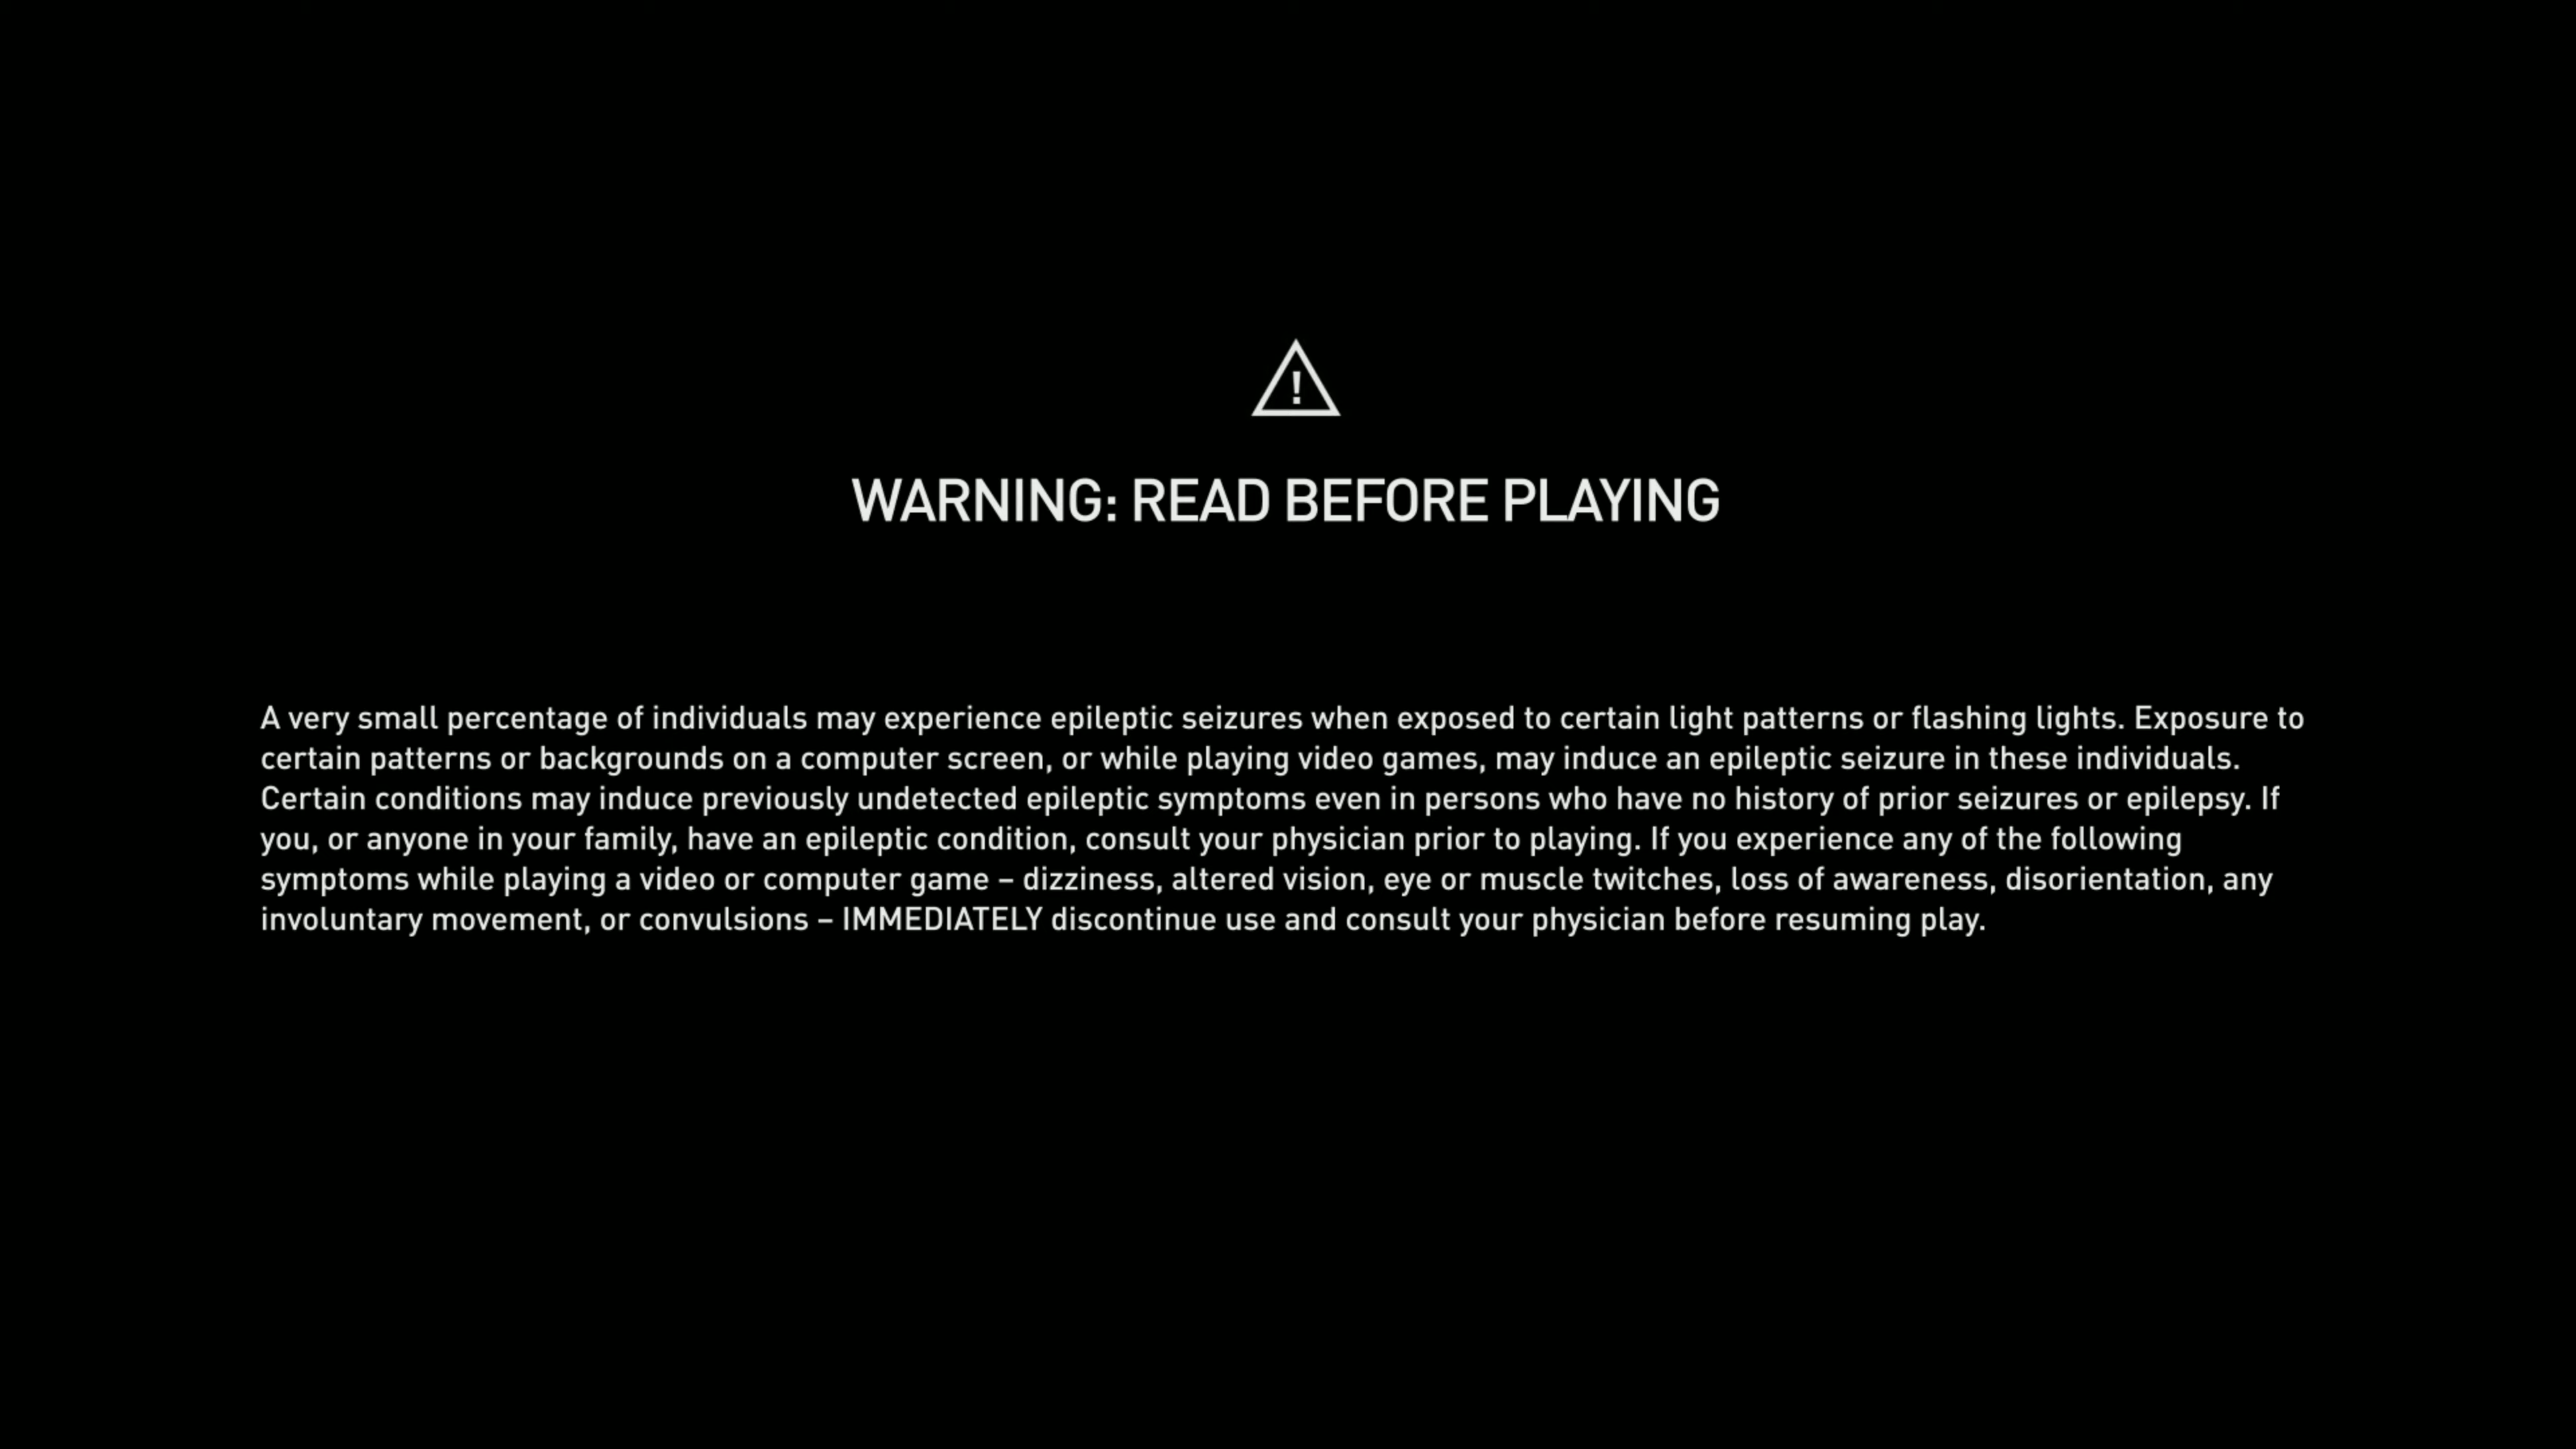 !
WARNING: READ BEFORE PLAYING
A very small percentage of individuals may experience epileptic seizures when exposed to certain light patterns or flashing lights. Exposure to
certain patterns or backgrounds on a computer screen, or while playing video games, may induce an epileptic seizure in these individuals.
Certain conditions may induce previously undetected epileptic symptoms even in persons who have no history of prior seizures or epilepsy. If
you, or anyone in your family, have an epileptic condition, consult your physician prior to playing. If you experience any of the following
symptoms while playing a video or computer game – dizziness, altered vision, eye or muscle twitches, loss of awareness, disorientation, any
involuntary movement, or convulsions – IMMEDIATELY discontinue use and consult your physician before resuming play.